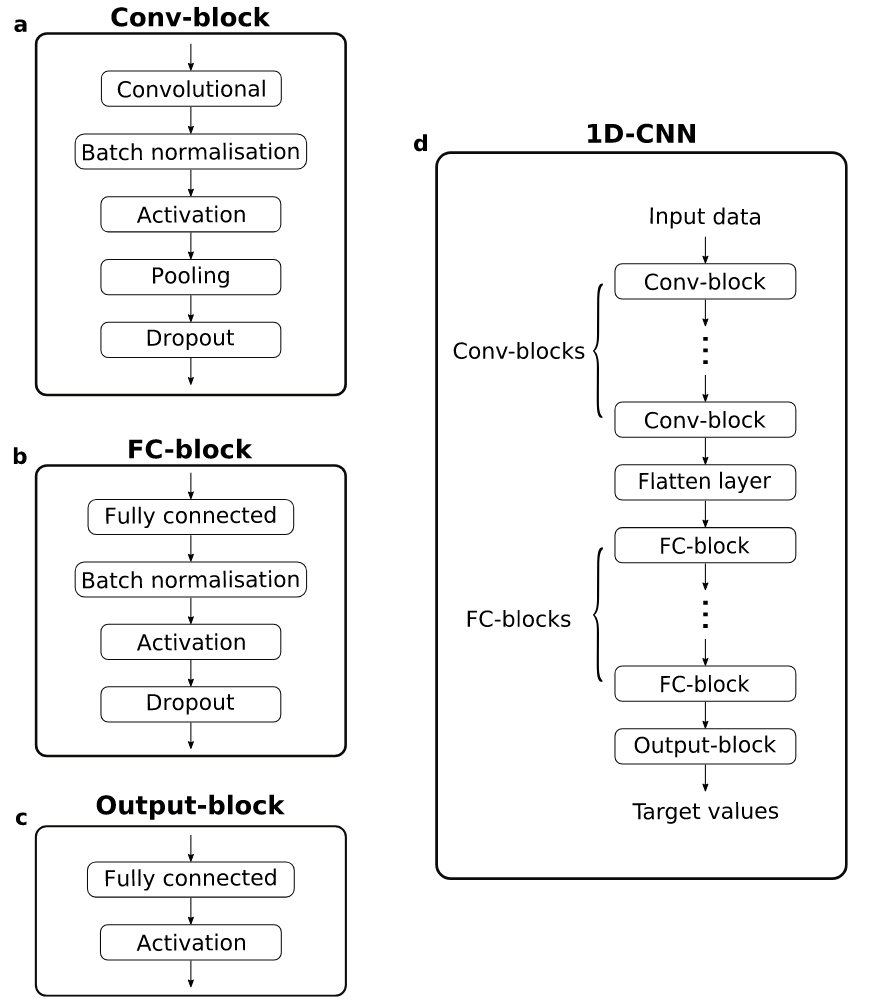 a
Conv-block
Convolutional
Batch normalisation
Activation
Pooling
Dropout
b
FC-block
Fully connected
Batch normalisation
Activation
Dropout
c
Output-block
Fully connected
Activation
d
1D-CNN
Input data
Conv-block
Conv-blocks
Conv-block
Flatten layer
FC-block
FC-blocks
FC-block
Output-block
Target values